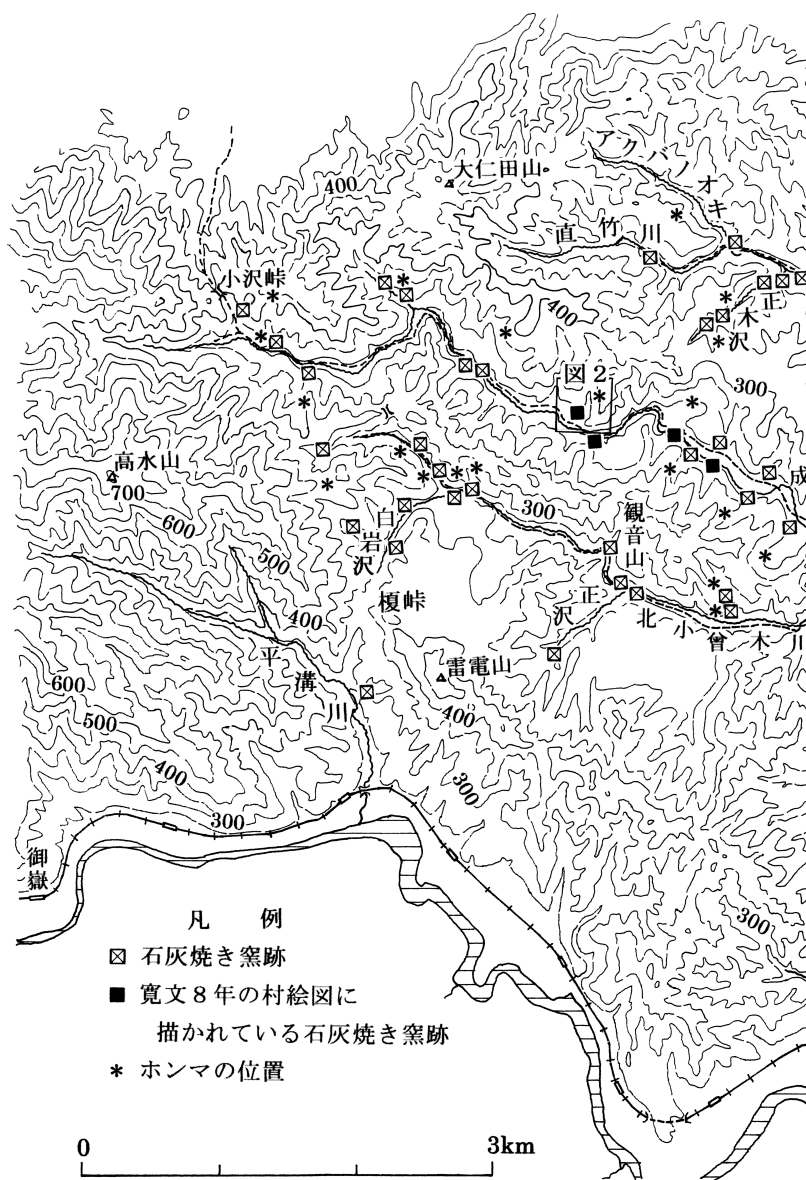 大仁田山
アクバノオキ
400
直竹川
小沢峠
400
正木沢
図2
300
高水山
700
成
600
300
観音山
白岩沢
500
榎峠
正沢
北小曾木川
400
平溝川
雷電山
600
400
500
400
300
300
御嶽
300
凡例
石灰焼き窯跡
寛文8年の村絵図に
描かれている石灰焼き窯跡
* ホンマの位置
0
3km